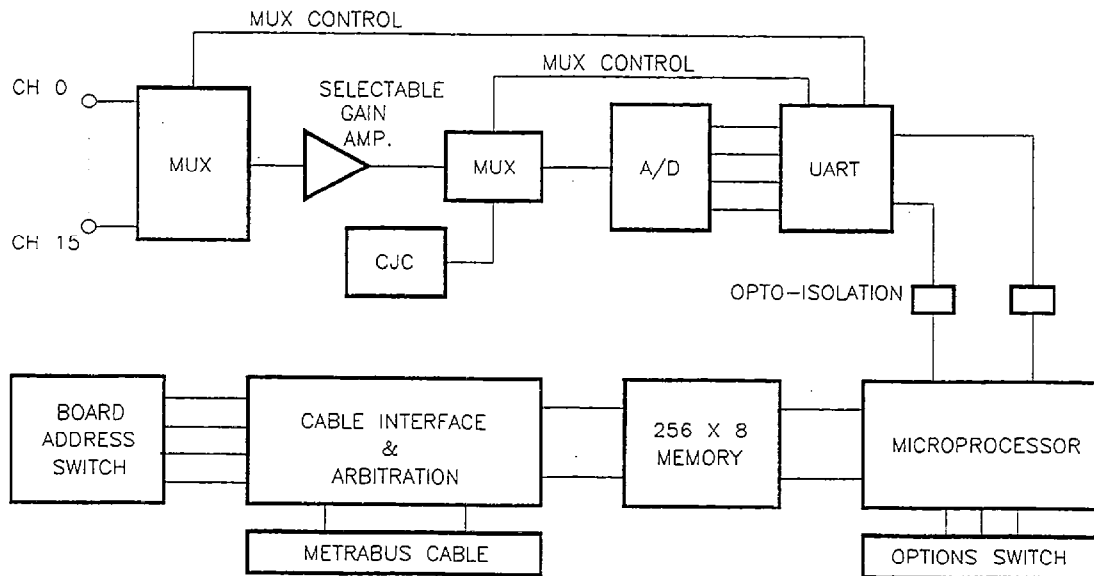 MUX CONTROL
MUX CONTROL
CH 0
SELECTABLE
GAIN
AMP.
MUX
MUX
A/D
UART
CH 15
CJC
OPTO-ISOLATION
BOARD
ADDRESS
SWITCH
CABLE INTERFACE
&
ARBITRATION
256 X 8
MEMORY
MICROPROCESSOR
METRABUS CABLE
OPTIONS SWITCH